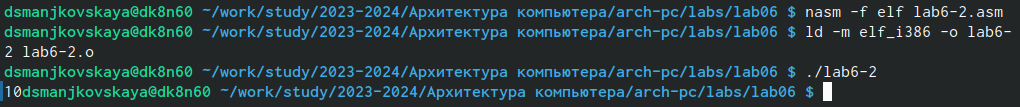 dsmanjkovskaya@dk8n60 ~/work/study/2023-2024/Архитектура компьютера/arch-pc/labs/lab06 $ nasm -f elf lab6-2.asm
dsmanjkovskaya@dk8n60 ~/work/study/2023-2024/Архитектура компьютера/arch-pc/labs/lab06 $ ld -m elf_i386 -o lab6-
2 lab6-2.o
dsmanjkovskaya@dk8n60 ~/work/study/2023-2024/Архитектура компьютера/arch-pc/labs/lab06 $ ./lab6-2
10dsmanjkovskaya@dk8n60 ~/work/study/2023-2024/Архитектура компьютера/arch-pc/labs/lab06 $